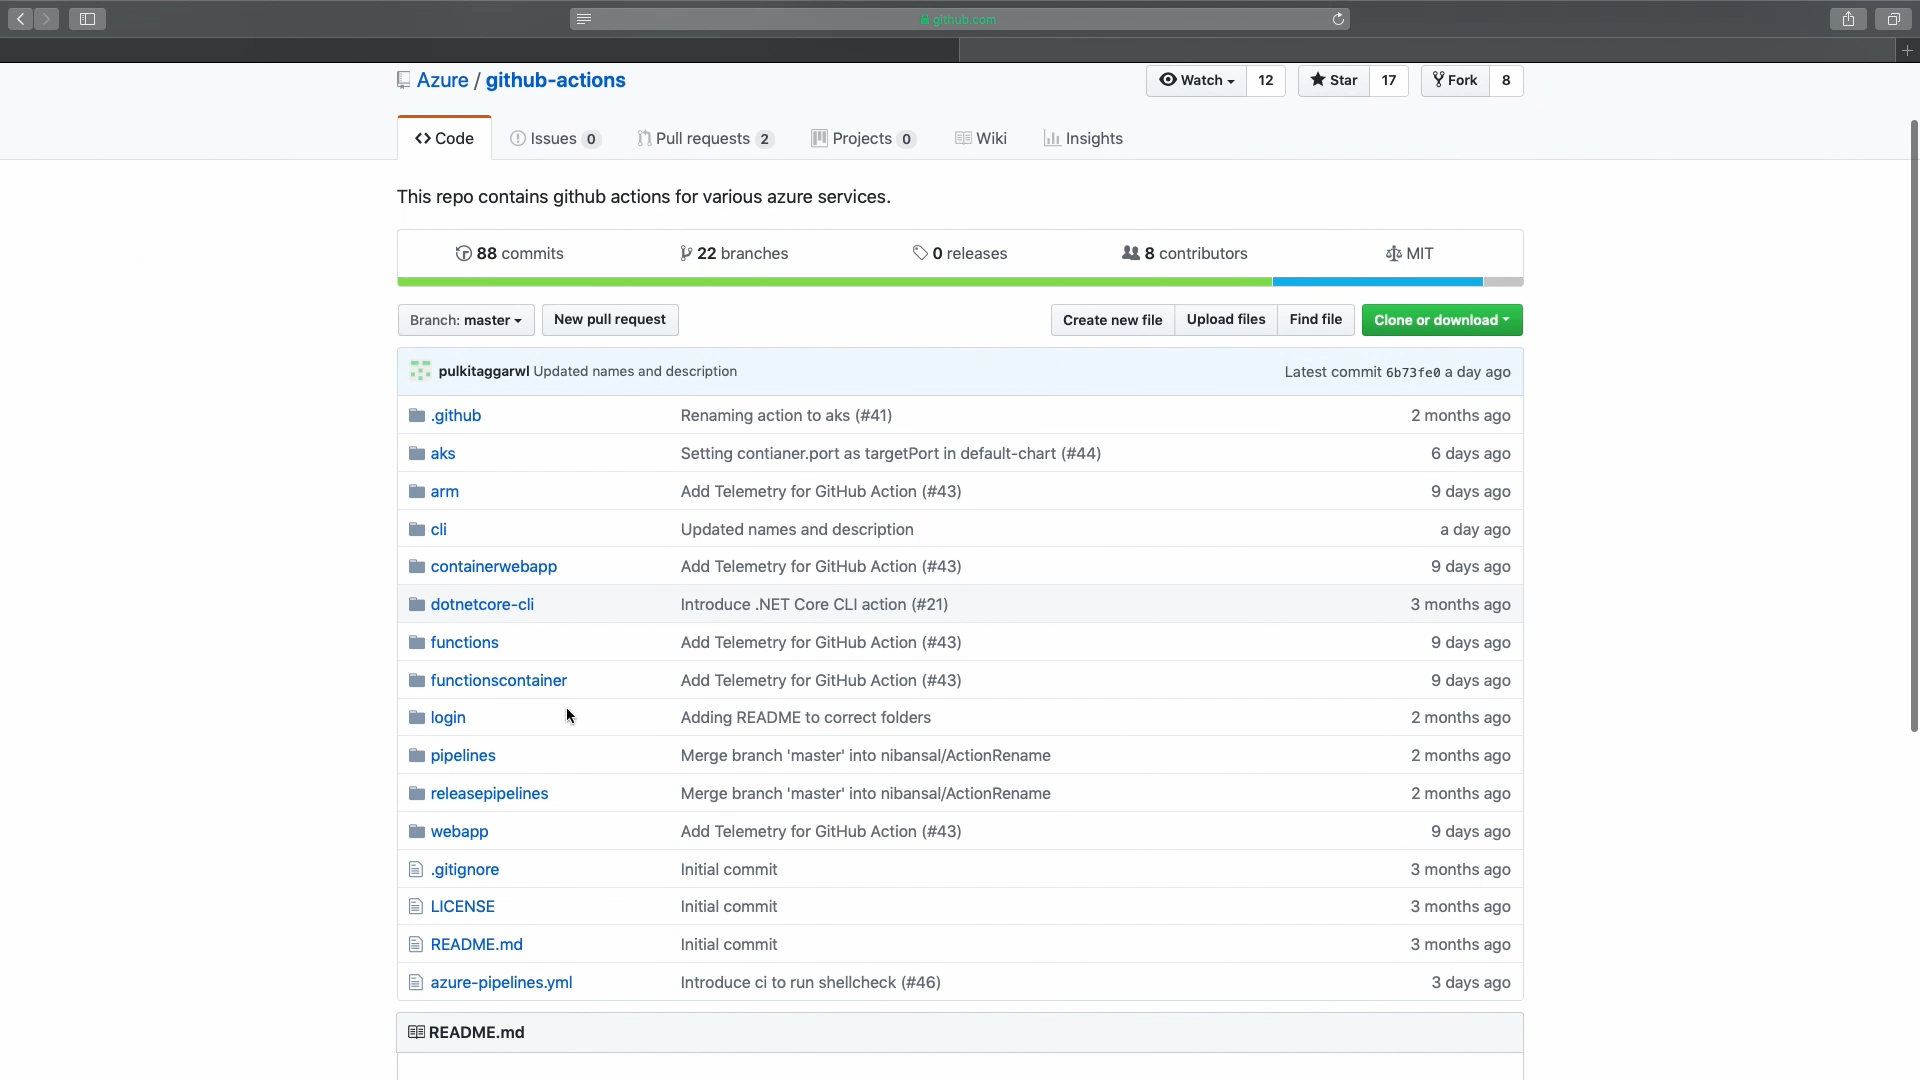 github.com
Azure / github-actions
Watch 12 Star 17 Fork 8
Code Issues 0 Pull requests 2 Projects 0 Wiki Insights
This repo contains github actions for various azure services.
88 commits 22 branches 0 releases 8 contributors MIT
Branch: master New pull request Create new file Upload files Find file Clone or download
pulkitaggarwl Updated names and description Latest commit 6b73fe0 a day ago
.github Renaming action to aks (#41) 2 months ago
aks Setting contianer.port as targetPort in default-chart (#44) 6 days ago
arm Add Telemetry for GitHub Action (#43) 9 days ago
cli Updated names and description a day ago
containerwebapp Add Telemetry for GitHub Action (#43) 9 days ago
dotnetcore-cli Introduce .NET Core CLI action (#21) 3 months ago
functions Add Telemetry for GitHub Action (#43) 9 days ago
functionscontainer Add Telemetry for GitHub Action (#43) 9 days ago
login Adding README to correct folders 2 months ago
pipelines Merge branch 'master' into nibansal/ActionRename 2 months ago
releasepipelines Merge branch 'master' into nibansal/ActionRename 2 months ago
webapp Add Telemetry for GitHub Action (#43) 9 days ago
.gitignore Initial commit 3 months ago
LICENSE Initial commit 3 months ago
README.md Initial commit 3 months ago
azure-pipelines.yml Introduce ci to run shellcheck (#46) 3 days ago
README.md